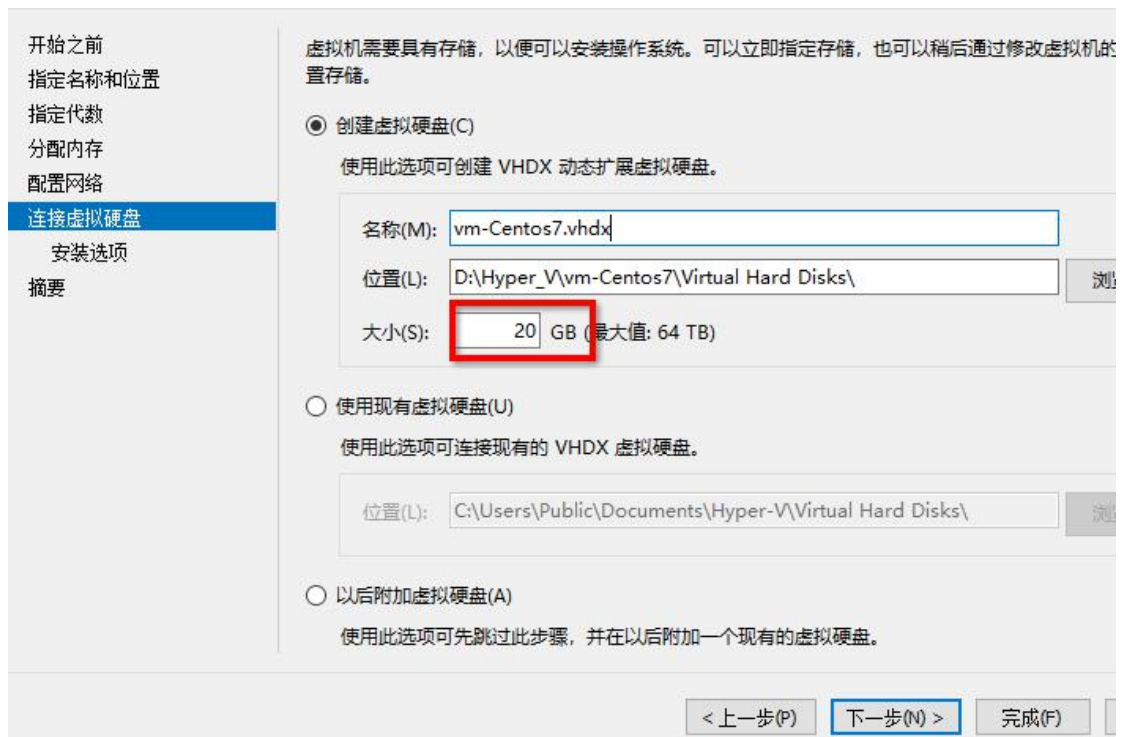 开始之前
指定名称和位置
指定代数
分配内存
配置网络
连接虚拟硬盘
安装选项
摘要
虚拟机需要具有存储，以便可以安装操作系统。可以立即指定存储，也可以稍后通过修改虚拟机的
置存储。
创建虚拟硬盘(C)
使用此选项可创建 VHDX 动态扩展虚拟硬盘。
名称(M): vm-Centos7.vhdx
位置(L): D:\Hyper_V\vm-Centos7\Virtual Hard Disks\ 浏
大小(S): 20 GB (最大值: 64 TB)
使用现有虚拟硬盘(U)
使用此选项可连接现有的 VHDX 虚拟硬盘。
位置(L): C:\Users\Public\Documents\Hyper-V\Virtual Hard Disks\ 浏
以后附加虚拟硬盘(A)
使用此选项可先跳过此步骤，并在以后附加一个现有的虚拟硬盘。
< 上一步(P) 下一步(N) > 完成(F)